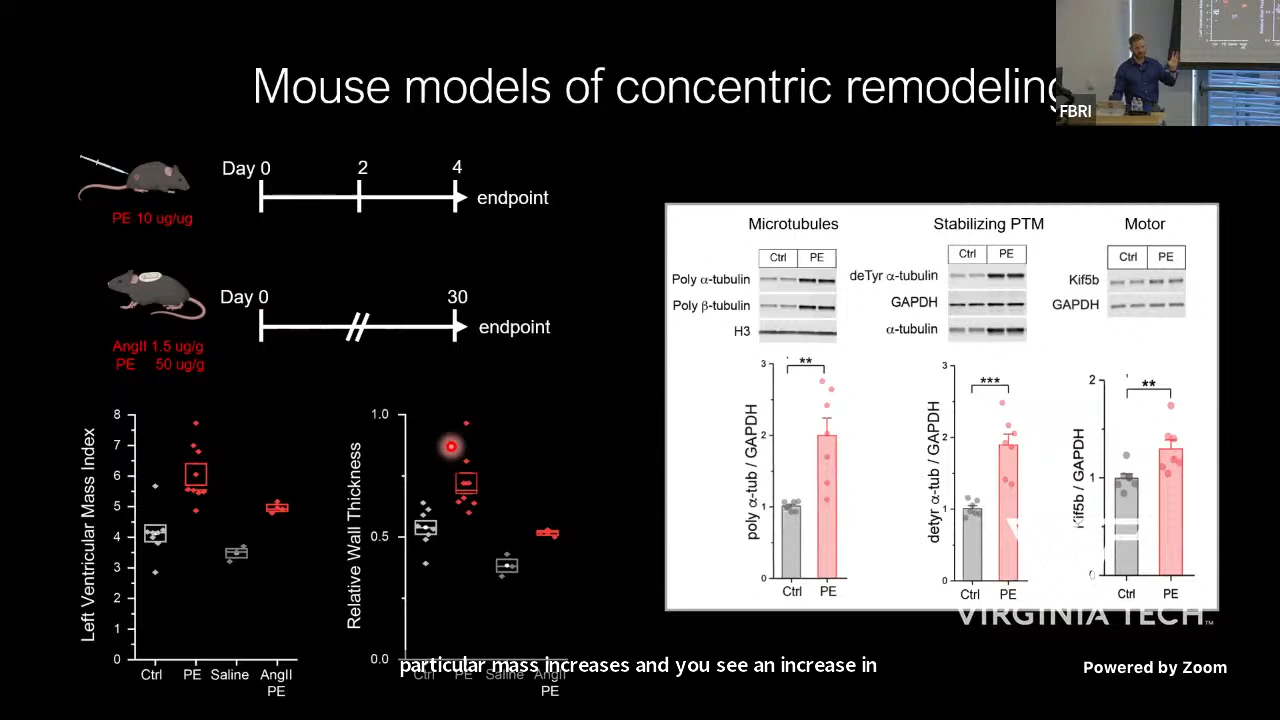 Mouse models of concentric remodeling
FBRI
Day 0 2 4
endpoint
PE 10 ug/ug
Day 0 30
endpoint
AngII 1.5 ug/g
PE 50 ug/g
Left Ventricular Mass Index
8
7
6
5
4
3
2
1
0
Ctrl PE Saline AngII
PE
Relative Wall Thickness
1.0
0.5
0.0
Ctrl PE Saline AngII
PE
Microtubules
Ctrl PE
Poly α-tubulin
Poly β-tubulin
H3
poly α-tub / GAPDH
3
2
1
0
**
Ctrl PE
Stabilizing PTM
Ctrl PE
deTyr α-tubulin
GAPDH
α-tubulin
detyr α-tub / GAPDH
3
2
1
0
***
Ctrl PE
Motor
Ctrl PE
Kif5b
GAPDH
Kif5b / GAPDH
2
1
0
**
Ctrl PE
VIRGINIA TECH™
particular mass increases and you see an increase in
Powered by Zoom